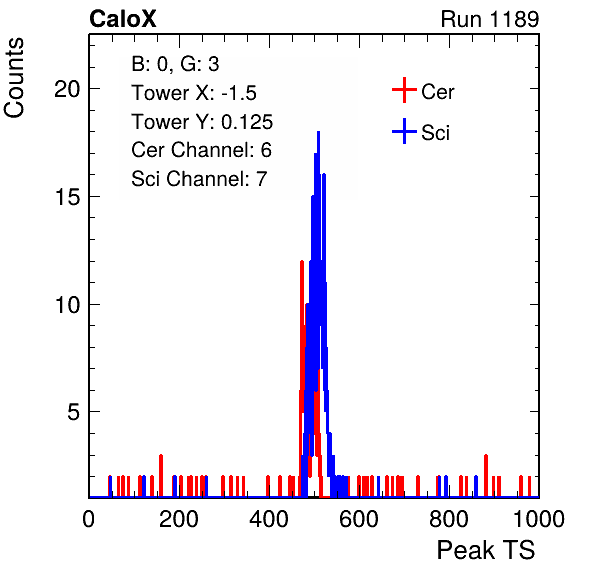 CaloX Run 1189
Counts
B: 0, G: 3
Tower X: -1.5
Tower Y: 0.125
Cer Channel: 6
Sci Channel: 7
Cer
Sci
20
15
10
5
0 200 400 600 800 1000
Peak TS